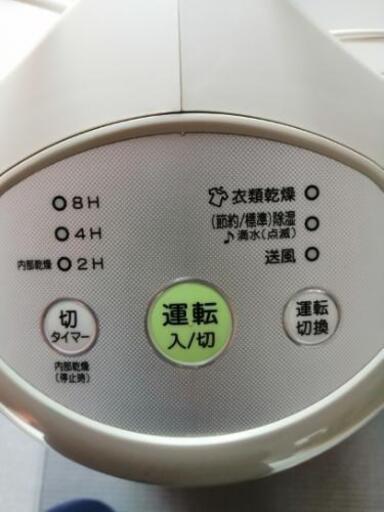 8H
4H
内部乾燥 2H
衣類乾燥
(節約/標準)除湿
♪満水(点滅)
送風
切
タイマー
内部乾燥
(停止時)
運転
入/切
運転
切換